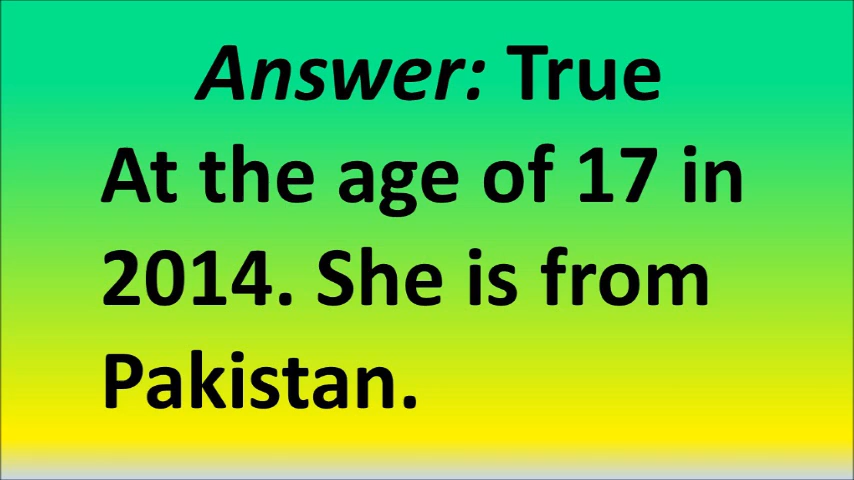 Answer: True
At the age of 17 in
2014. She is from
Pakistan.